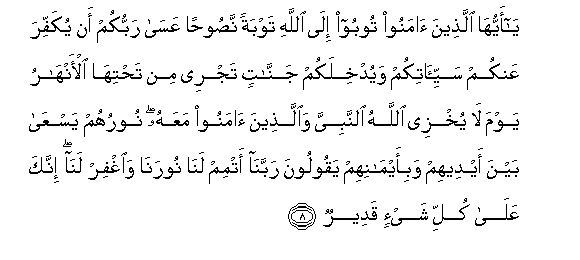 يَـٰٓأَيُّهَا ٱلَّذِينَ ءَامَنُوا۟ تُوبُوٓا۟ إِلَى ٱللَّهِ تَوْبَةًۭ نَّصُوحًا عَسَىٰ رَبُّكُمْ أَن يُكَفِّرَ
عَنكُمْ سَيِّـَٔاتِكُمْ وَيُدْخِلَكُمْ جَنَّـٰتٍۢ تَجْرِى مِن تَحْتِهَا ٱلْأَنْهَـٰرُ
يَوْمَ لَا يُخْزِى ٱللَّهُ ٱلنَّبِىَّ وَٱلَّذِينَ ءَامَنُوا۟ مَعَهُۥ ۖ نُورُهُمْ يَسْعَىٰ
بَيْنَ أَيْدِيهِمْ وَبِأَيْمَـٰنِهِمْ يَقُولُونَ رَبَّنَآ أَتْمِمْ لَنَا نُورَنَا وَٱغْفِرْ لَنَآ ۖ إِنَّكَ
عَلَىٰ كُلِّ شَىْءٍۢ قَدِيرٌۭ ۝٨